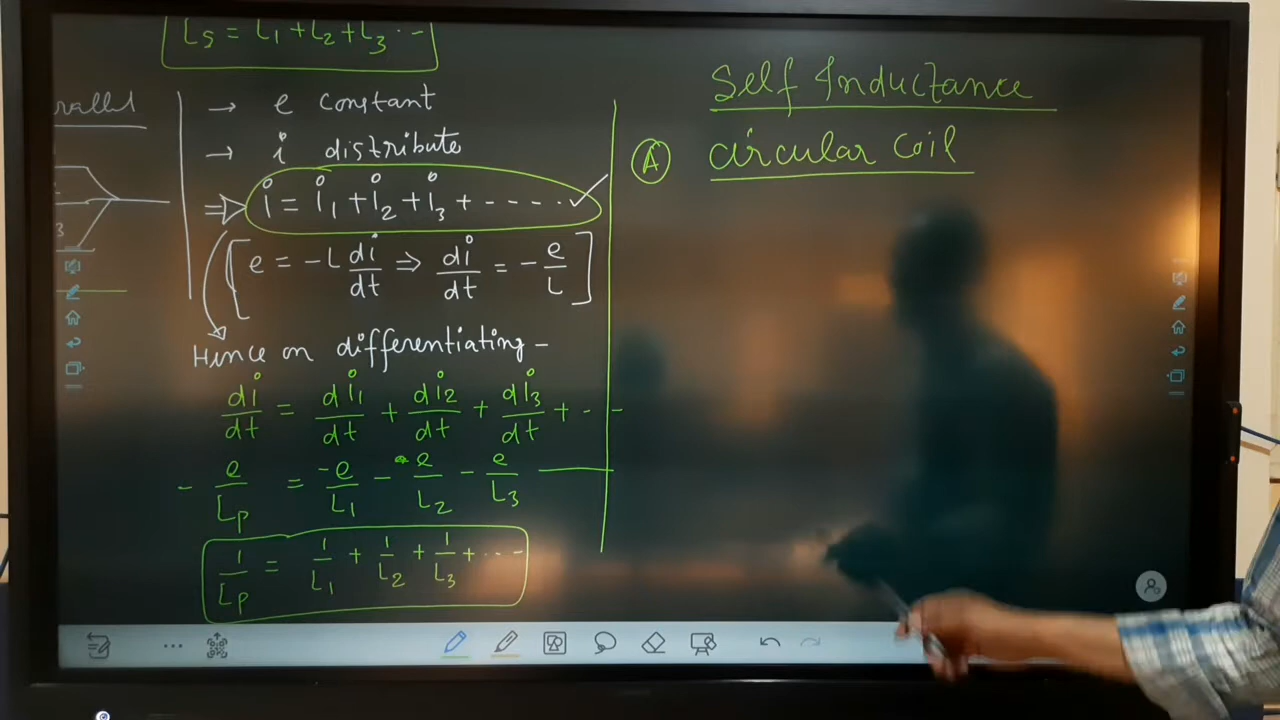 Ls = L1 + L2 + L3 ...
rallel
3
→ e constant
→ i distribute
⇒ i = i1 + i2 + i3 + -----
[e = -L di/dt ⇒ di/dt = - e/L]
Hence on differentiating -
di/dt = di1/dt + di2/dt + di3/dt + ---
- e/Lp = -e/L1 - e/L2 - e/L3 ———
1/Lp = 1/L1 + 1/L2 + 1/L3 + ....
Self Inductance
(A) circular coil